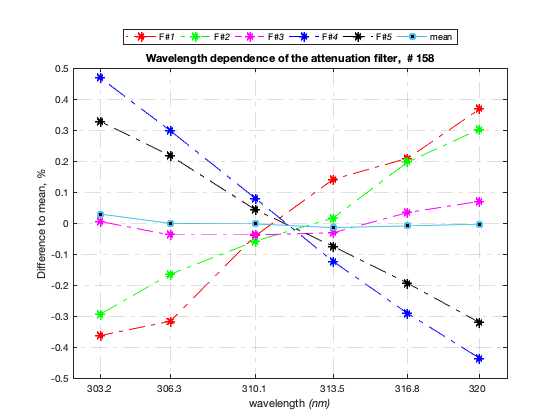 F#1 F#2 F#3 F#4 F#5 mean
Wavelength dependence of the attenuation filter, # 158
0.5
0.4
0.3
0.2
0.1
0
-0.1
-0.2
-0.3
-0.4
-0.5
Difference to mean, %
303.2 306.3 310.1 313.5 316.8 320
wavelength (nm)